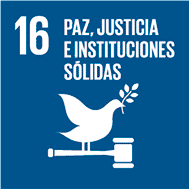 16 PAZ, JUSTICIA
E INSTITUCIONES
SÓLIDAS